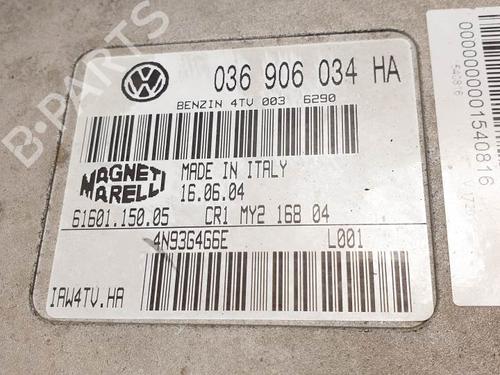 036 906 034 HA
BENZIN 4TV 003 6290
MAGNETI
MARELLI
MADE IN ITALY
16.06.04
61601.150.05 CR1 MY2 168 04
4N93G4G6E L001
IAW4TV.HA
0000000001540816
B-PARTS